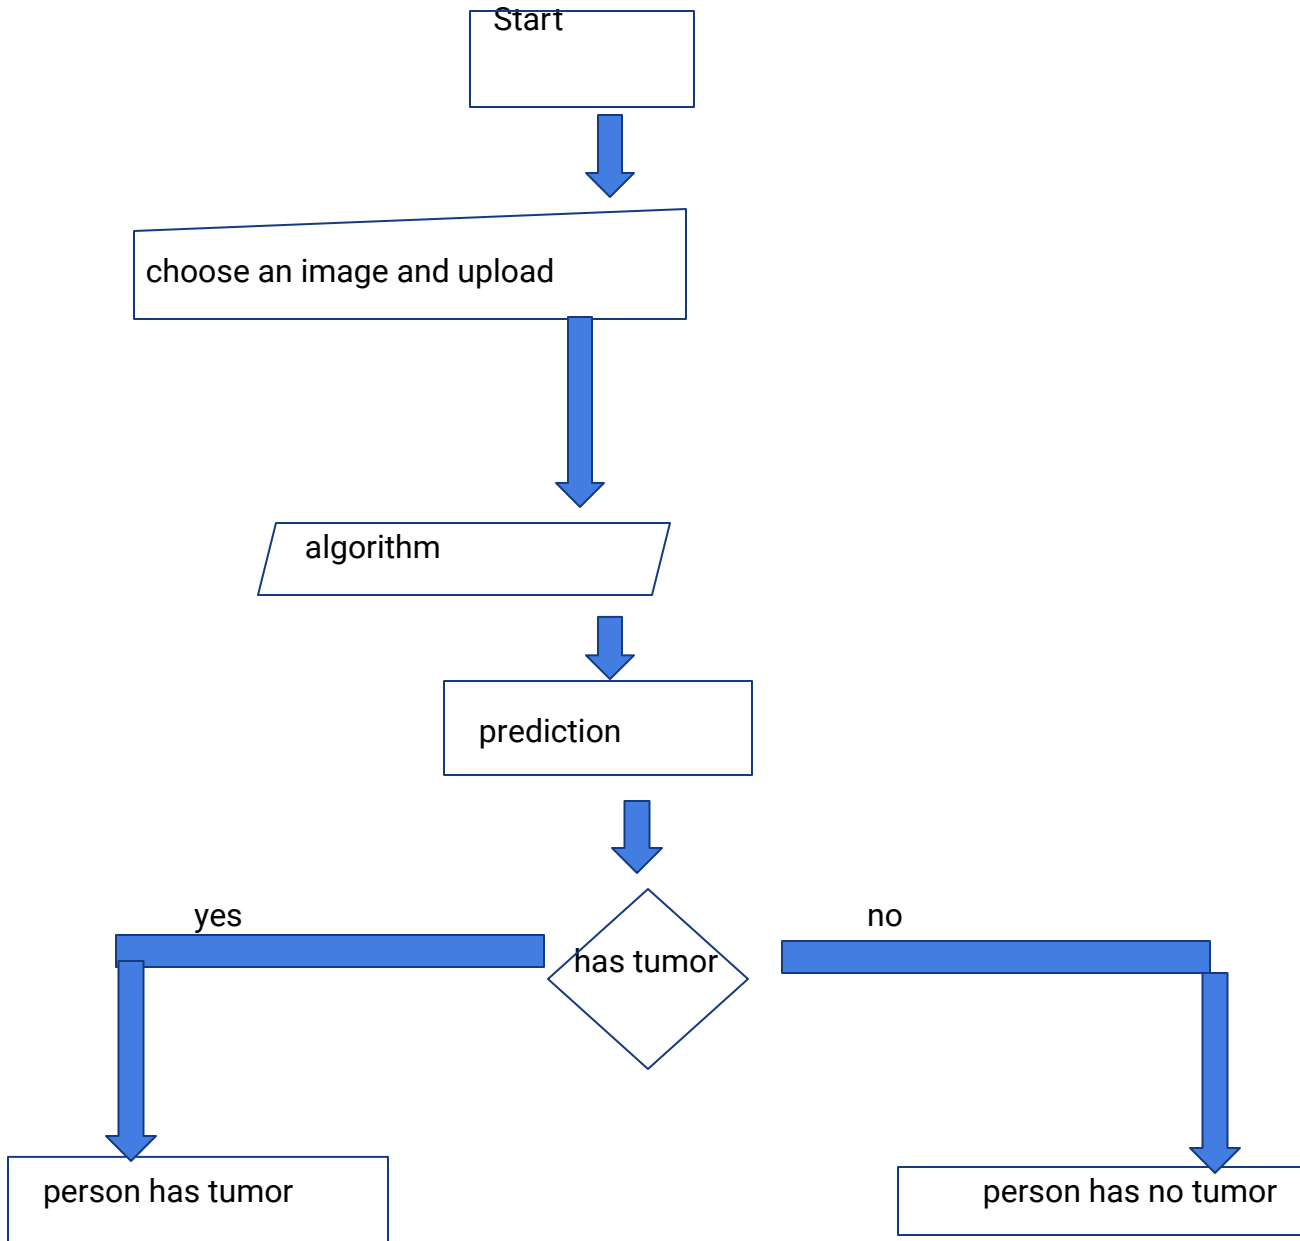 Start
choose an image and upload
algorithm
prediction
yes
no
has tumor
person has tumor
person has no tumor